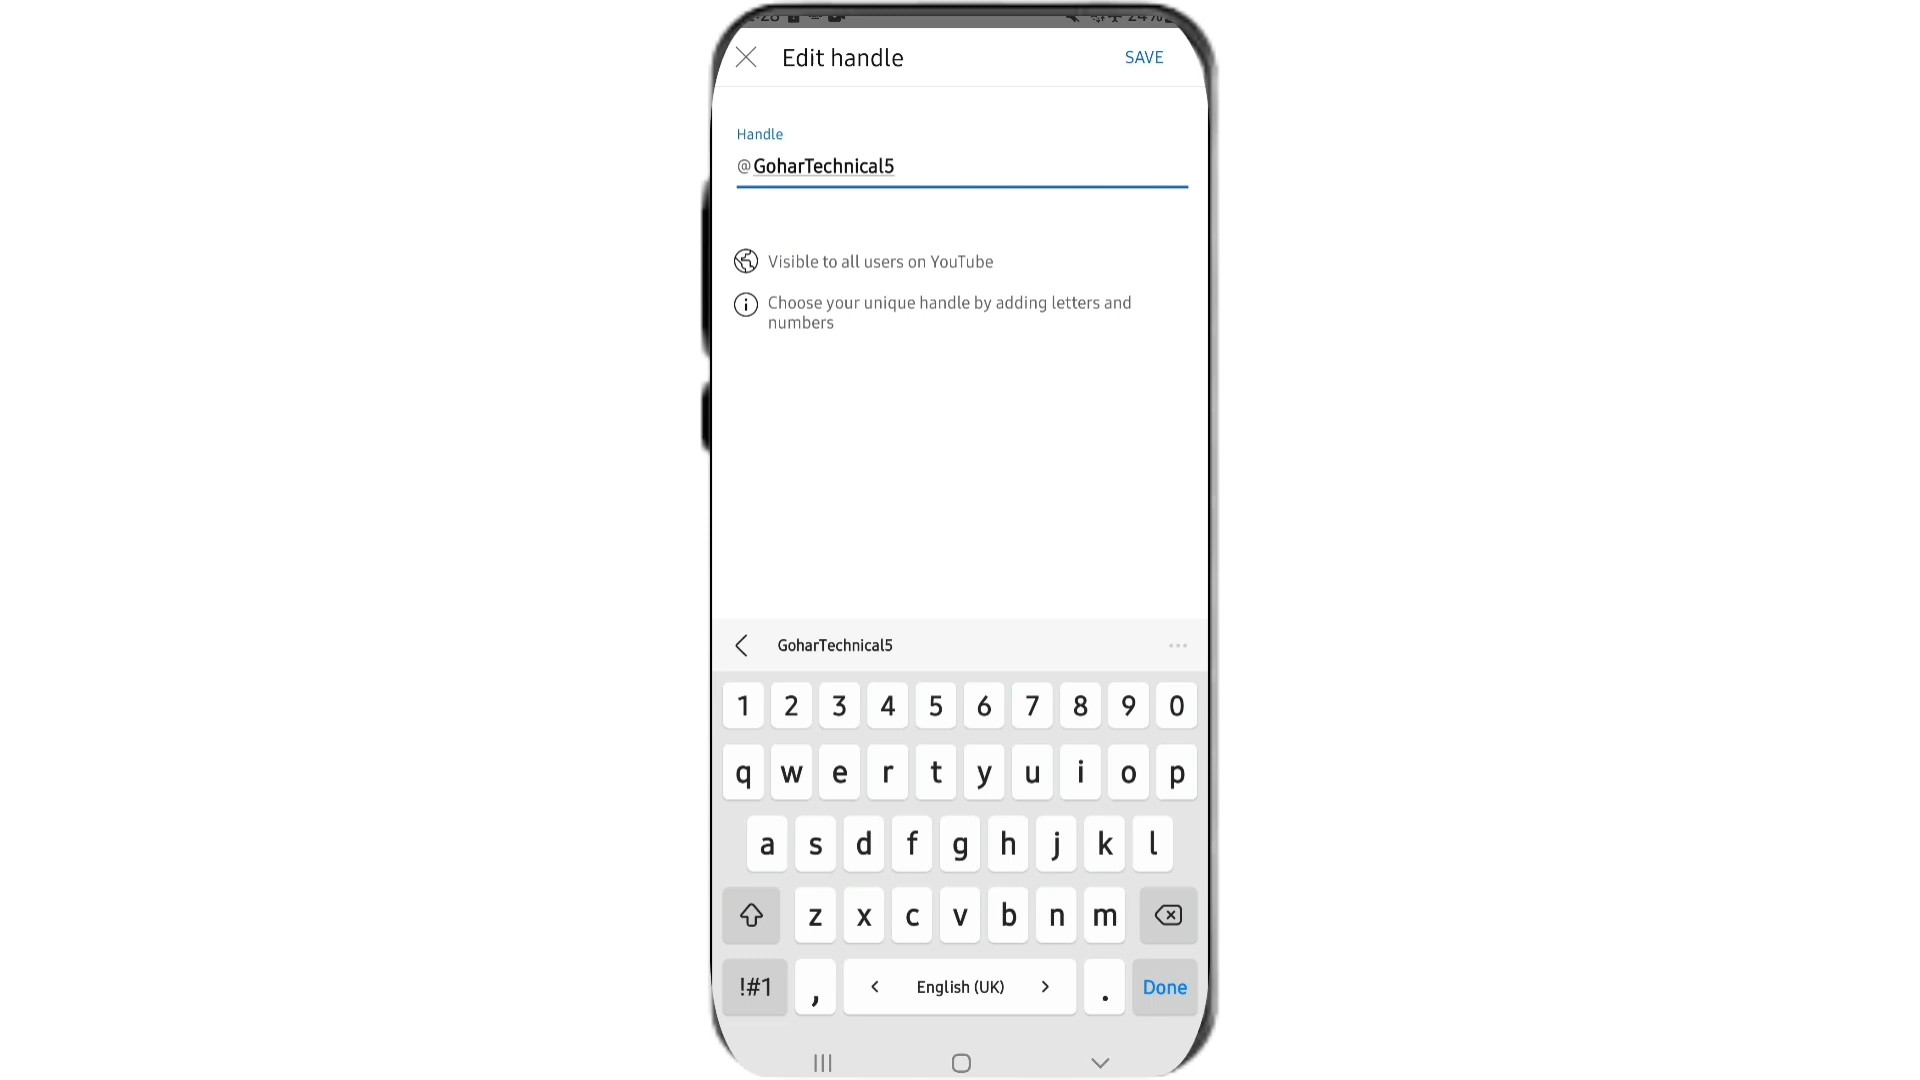 Edit handle
SAVE
Handle
@GoharTechnical5
Visible to all users on YouTube
Choose your unique handle by adding letters and
numbers
GoharTechnical5
1 2 3 4 5 6 7 8 9 0
q w e r t y u i o p
a s d f g h j k l
z x c v b n m
!#1 , < English (UK) > . Done